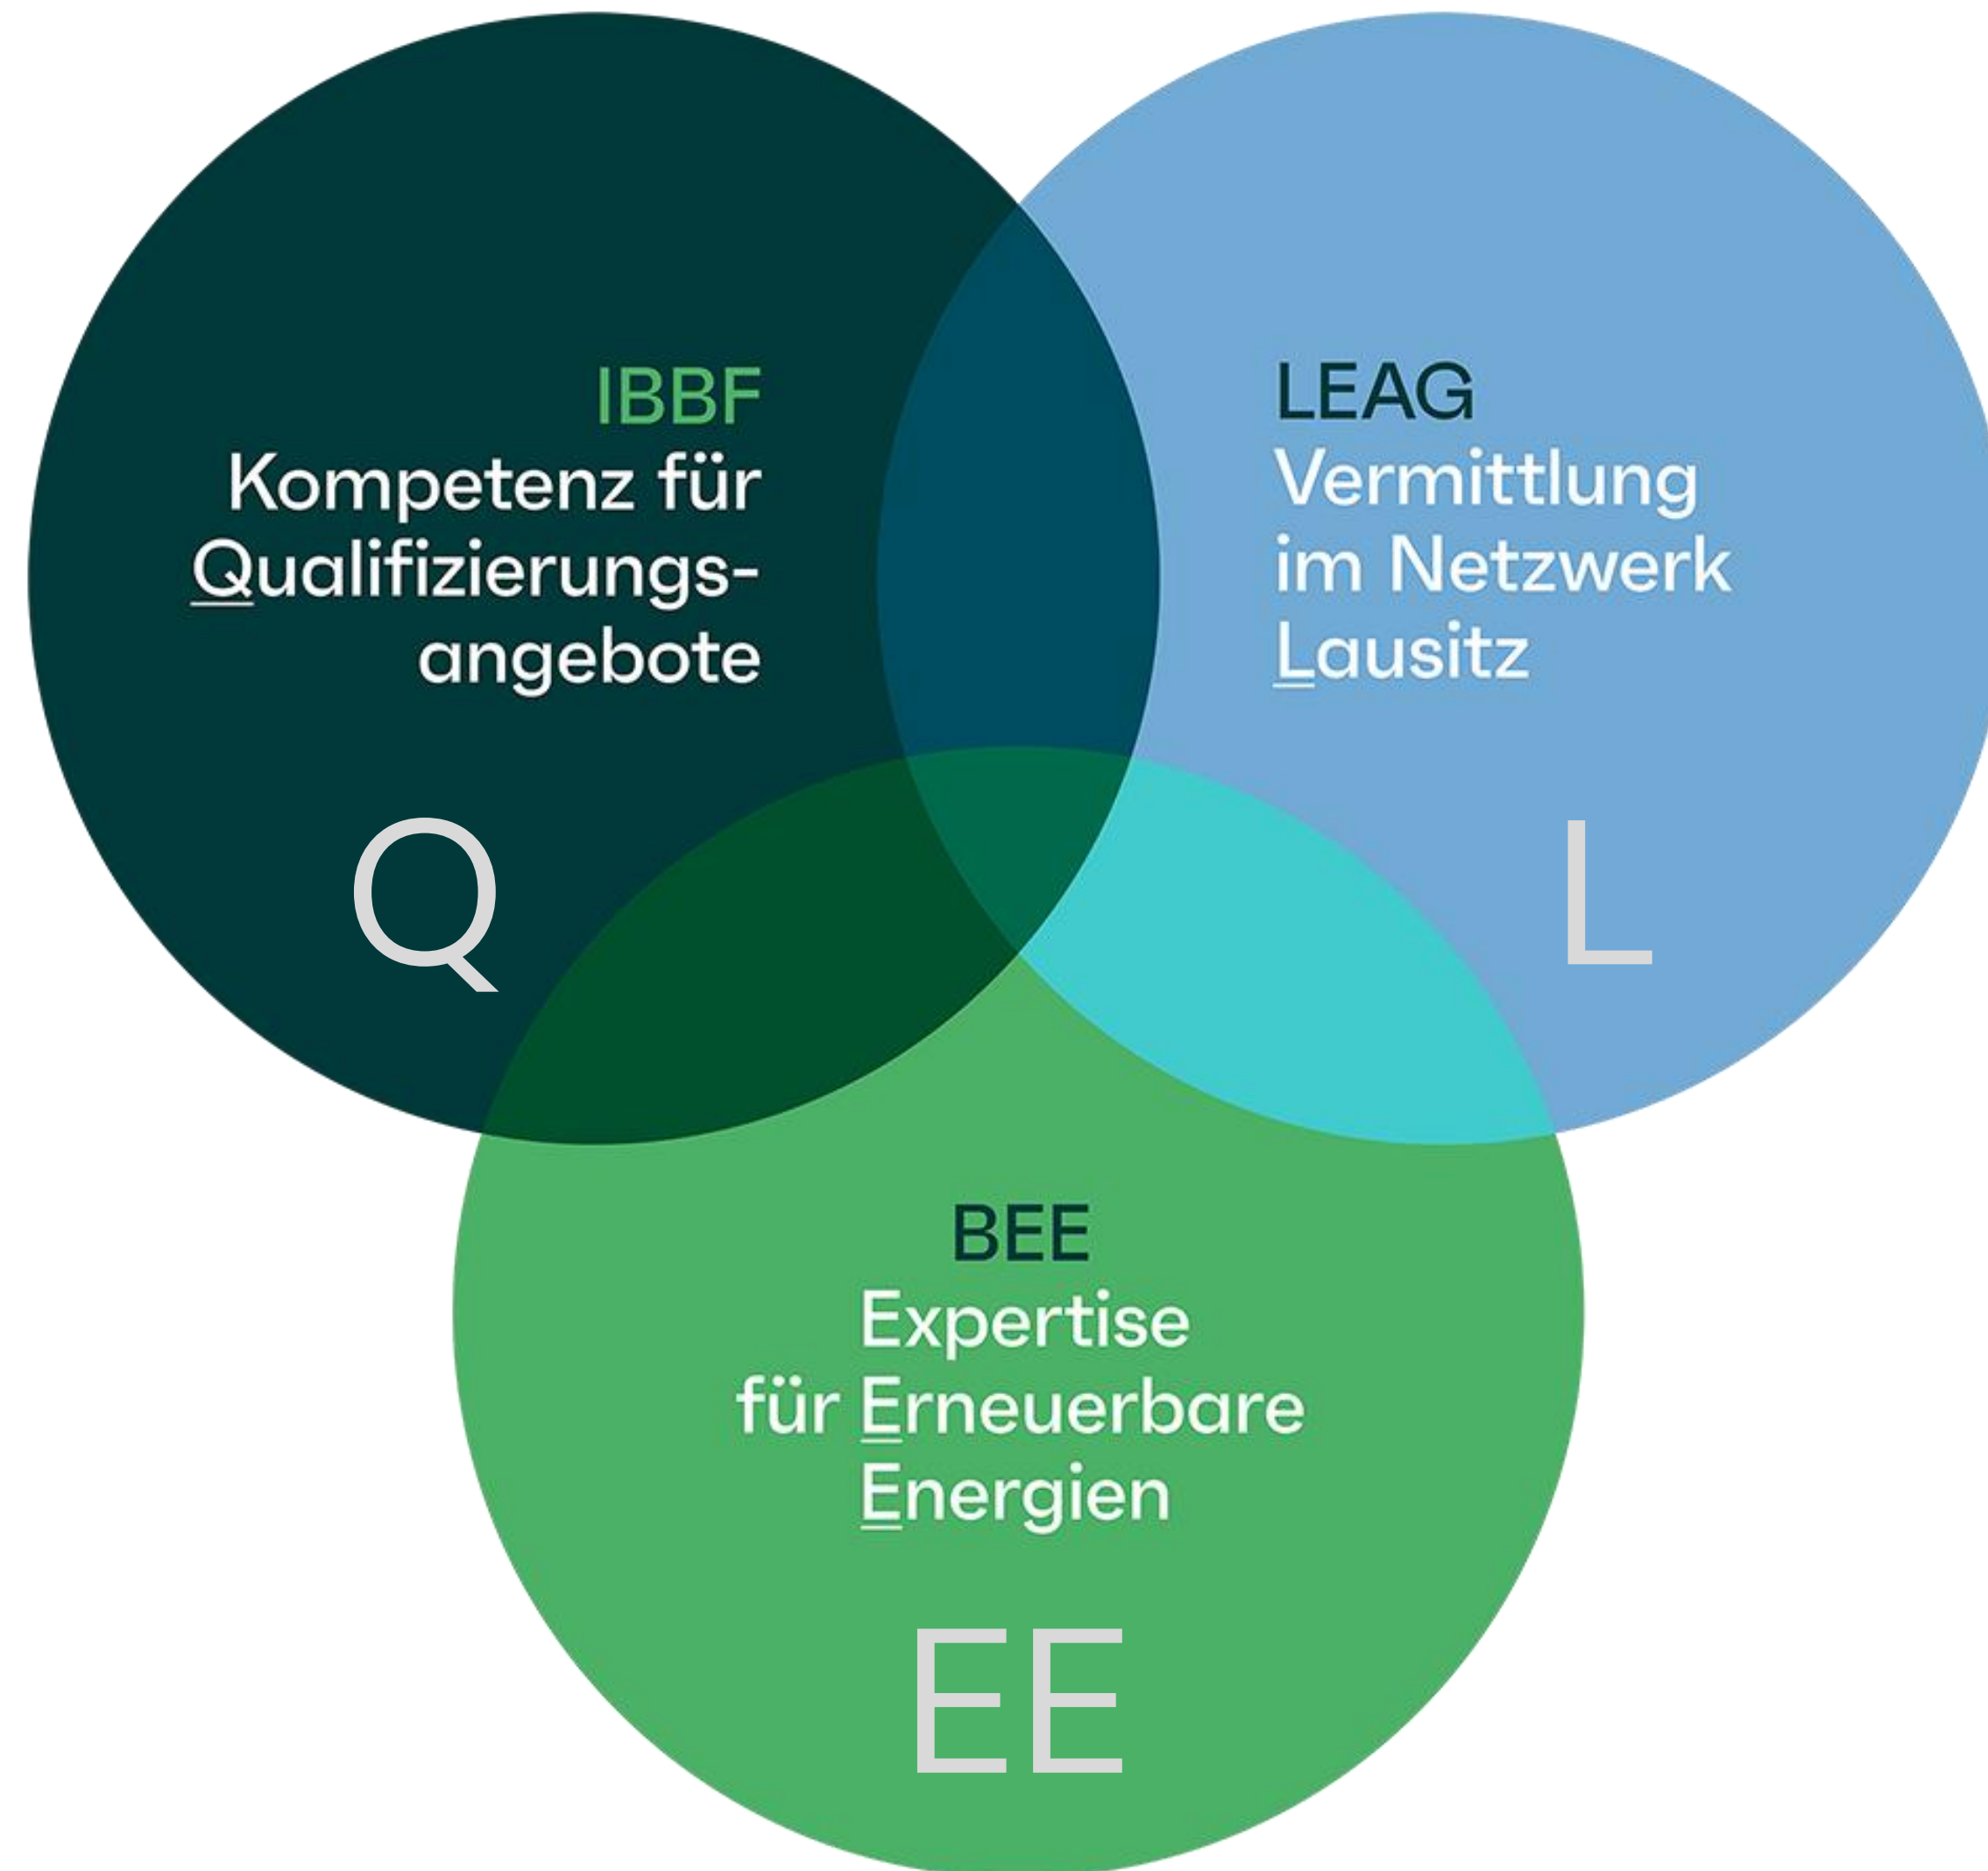 IBBF
Kompetenz für
Qualifizierungs-
angebote
Q
LEAG
Vermittlung
im Netzwerk
Lausitz
L
BEE
Expertise
für Erneuerbare
Energien
EE